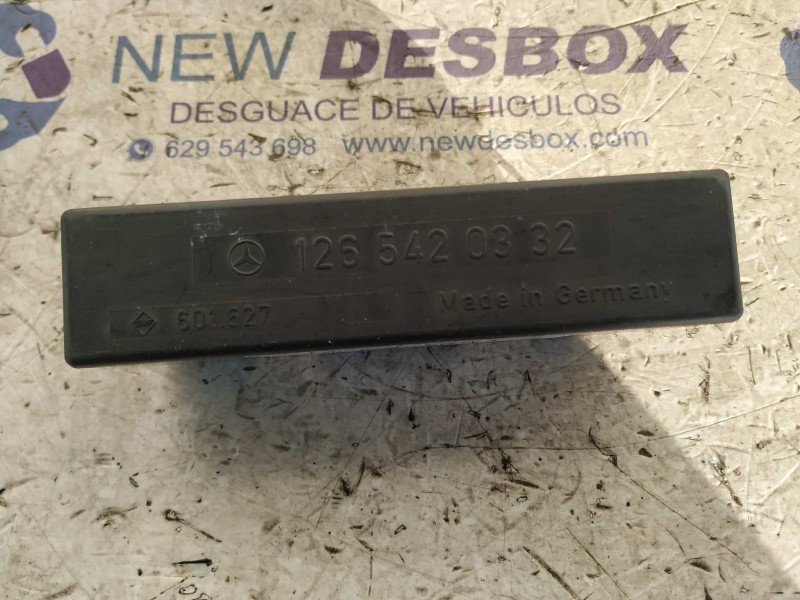 NEW DESBOX
DESGUACE DE VEHICULOS
629 543 698 www.newdesbox.com
126 542 03 32
601.627 Made in Germany